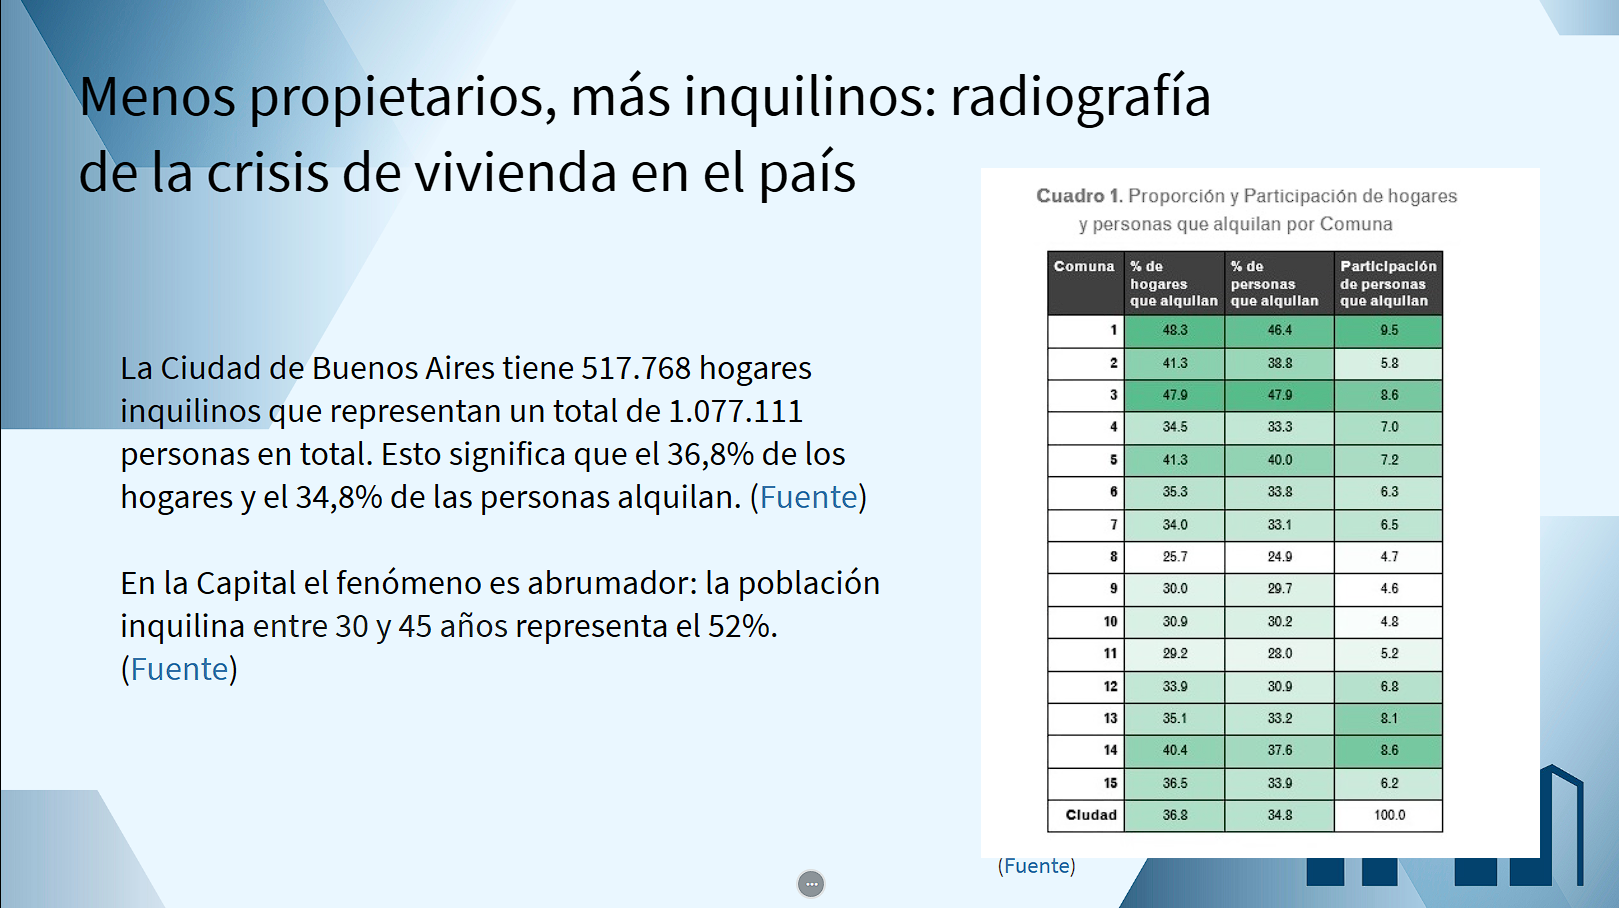 Menos propietarios, más inquilinos: radiografía
de la crisis de vivienda en el país
La Ciudad de Buenos Aires tiene 517.768 hogares
inquilinos que representan un total de 1.077.111
personas en total. Esto significa que el 36,8% de los
hogares y el 34,8% de las personas alquilan. (Fuente)
En la Capital el fenómeno es abrumador: la población
inquilina entre 30 y 45 años representa el 52%.
(Fuente)
Cuadro 1. Proporción y Participación de hogares
y personas que alquilan por Comuna
Comuna % de hogares que alquilan % de personas que alquilan Participación de personas que alquilan
1 48.3 46.4 9.5
2 41.3 38.8 5.8
3 47.9 47.9 8.6
4 34.5 33.3 7.0
5 41.3 40.0 7.2
6 35.3 33.8 6.3
7 34.0 33.1 6.5
8 25.7 24.9 4.7
9 30.0 29.7 4.6
10 30.9 30.2 4.8
11 29.2 28.0 5.2
12 33.9 30.9 6.8
13 35.1 33.2 8.1
14 40.4 37.6 8.6
15 36.5 33.9 6.2
Ciudad 36.8 34.8 100.0
(Fuente)